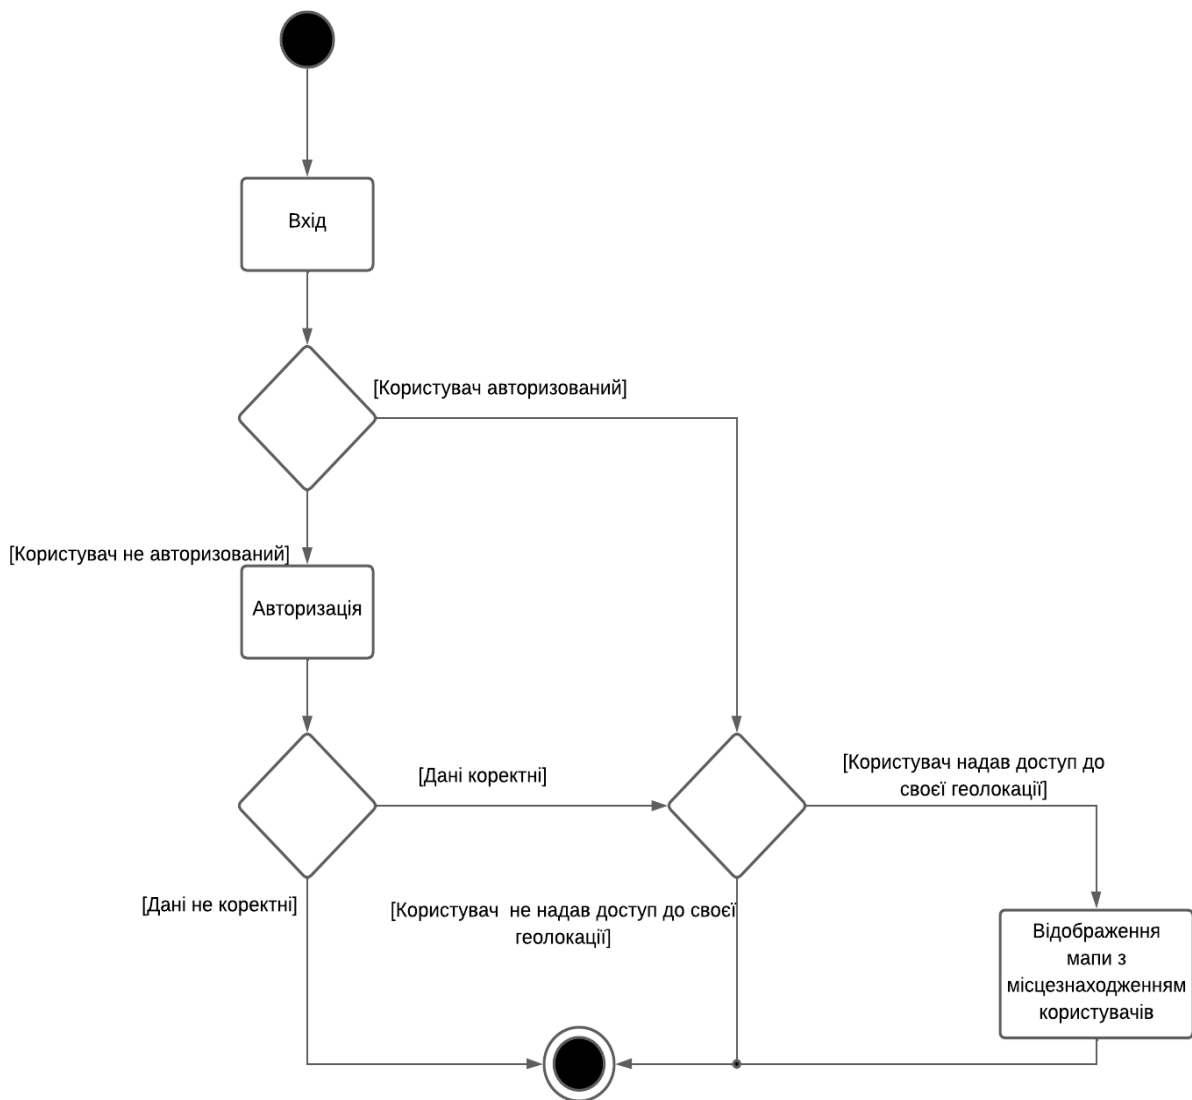 Вхід
[Користувач авторизований]
[Користувач не авторизований]
Авторизація
[Дані коректні]
[Користувач надав доступ до
своєї геолокації]
[Дані не коректні]
[Користувач  не надав доступ до своєї
геолокації]
Відображення
мапи з
місцезнаходженням
користувачів